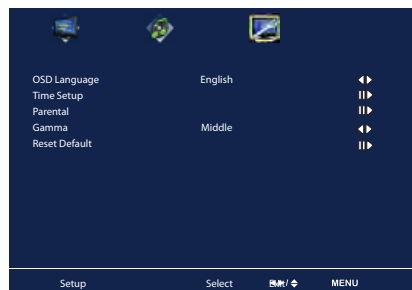 OSD Language English
Time Setup
Parental
Gamma Middle
Reset Default
Setup Select / MENU